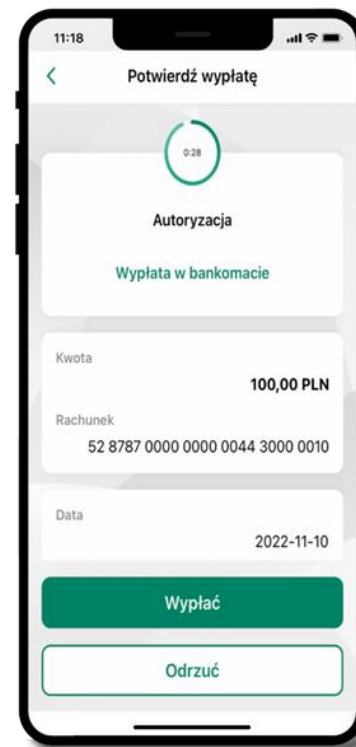 11:18
Potwierdź wypłatę
0:28
Autoryzacja
Wypłata w bankomacie
Kwota
100,00 PLN
Rachunek
52 8787 0000 0000 0044 3000 0010
Data
2022-11-10
Wypłać
Odrzuć